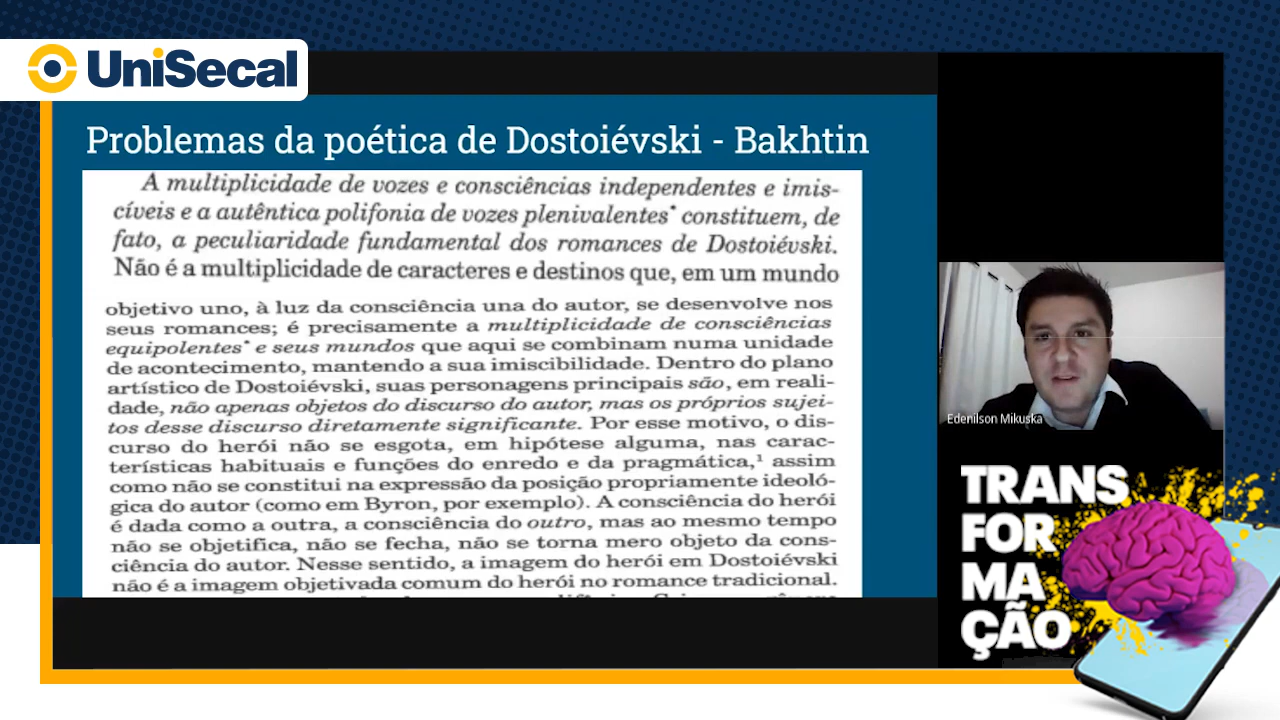 UniSecal
Problemas da poética de Dostoiévski - Bakhtin
A multiplicidade de vozes e consciências independentes e imis-
cíveis e a autêntica polifonia de vozes plenivalentes* constituem, de
fato, a peculiaridade fundamental dos romances de Dostoiévski.
Não é a multiplicidade de caracteres e destinos que, em um mundo
objetivo uno, à luz da consciência una do autor, se desenvolve nos
seus romances; é precisamente a multiplicidade de consciências
equipolentes* e seus mundos que aqui se combinam numa unidade
de acontecimento, mantendo a sua imiscibilidade. Dentro do plano
artístico de Dostoiévski, suas personagens principais são, em reali-
dade, não apenas objetos do discurso do autor, mas os próprios sujei-
tos desse discurso diretamente significante. Por esse motivo, o dis-
curso do herói não se esgota, em hipótese alguma, nas carac-
terísticas habituais e funções do enredo e da pragmática,¹ assim
como não se constitui na expressão da posição propriamente ideoló-
gica do autor (como em Byron, por exemplo). A consciência do herói
é dada como a outra, a consciência do outro, mas ao mesmo tempo
não se objetifica, não se fecha, não se torna mero objeto da cons-
ciência do autor. Nesse sentido, a imagem do herói em Dostoiévski
não é a imagem objetivada comum do herói no romance tradicional.
Edenilson Mikuska
TRANS
FOR
MA
ÇÃO